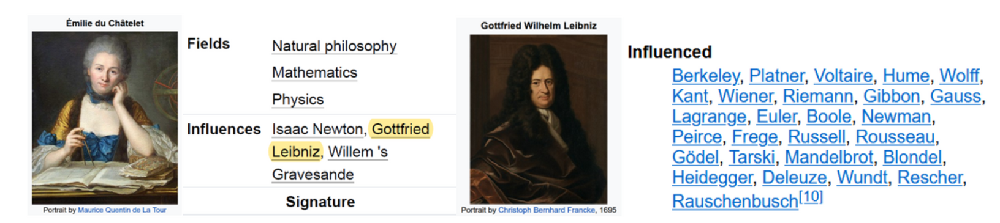 Émilie du Châtelet
Portrait by Maurice Quentin de La Tour
Fields
Natural philosophy
Mathematics
Physics
Influences
Isaac Newton, Gottfried
Leibniz, Willem 's
Gravesande
Signature
Gottfried Wilhelm Leibniz
Portrait by Christoph Bernhard Francke, 1695
Influenced
Berkeley, Platner, Voltaire, Hume, Wolff,
Kant, Wiener, Riemann, Gibbon, Gauss,
Lagrange, Euler, Boole, Newman,
Peirce, Frege, Russell, Rousseau,
Gödel, Tarski, Mandelbrot, Blondel,
Heidegger, Deleuze, Wundt, Rescher,
Rauschenbusch[10]